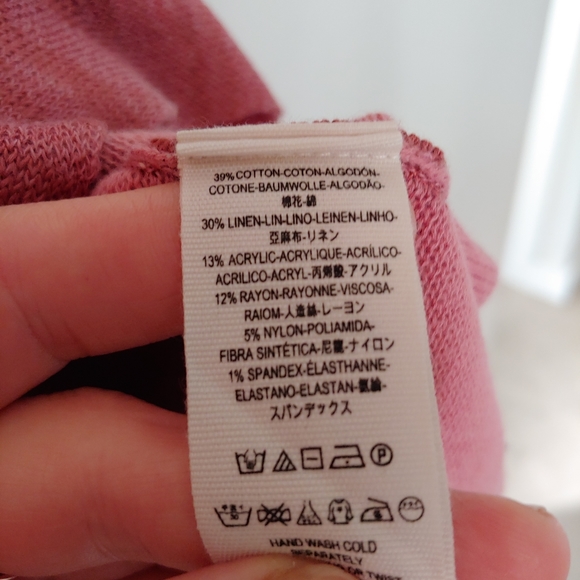 39% COTTON-COTON-ALGODÓN-
COTONE-BAUMWOLLE-ALGODÃO-
棉花-綿
30% LINEN-LIN-LINO-LEINEN-LINHO-
亞麻布-リネン
13% ACRYLIC-ACRYLIQUE-ACRÍLICO-
ACRILICO-ACRYL-丙烯酸-アクリル
12% RAYON-RAYONNE-VISCOSA-
RAIOM-人造絲-レーヨン
5% NYLON-POLIAMIDA-
FIBRA SINTÉTICA-尼龍-ナイロン
1% SPANDEX-ÉLASTHANNE-
ELASTANO-ELASTAN-氨綸-
スパンデックス
P
HAND WASH COLD
SEPARATELY